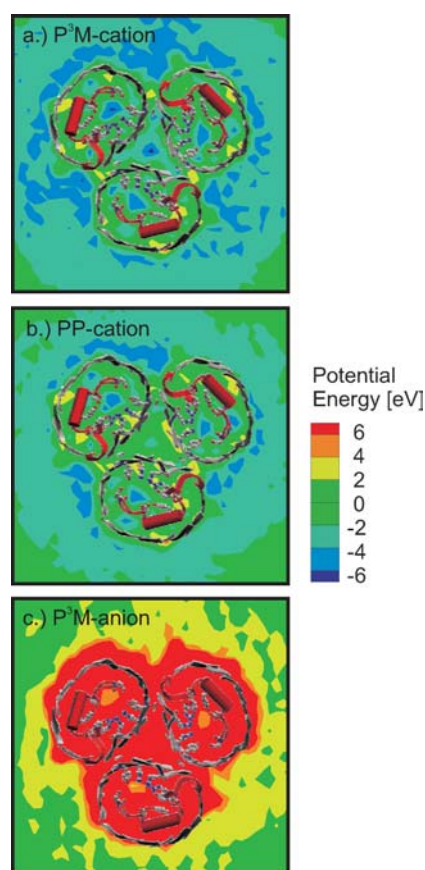 a.) P³M-cation
b.) PP-cation
Potential
Energy [eV]
6
4
2
0
-2
-4
-6
c.) P³M-anion